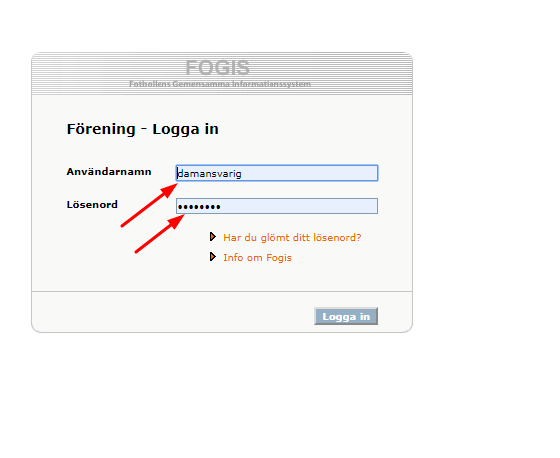 FOGIS
Fotbollens Gemensamma Informationssystem
Förening - Logga in
Användarnamn damansvarig
Lösenord ••••••••
Har du glömt ditt lösenord?
Info om Fogis
Logga in